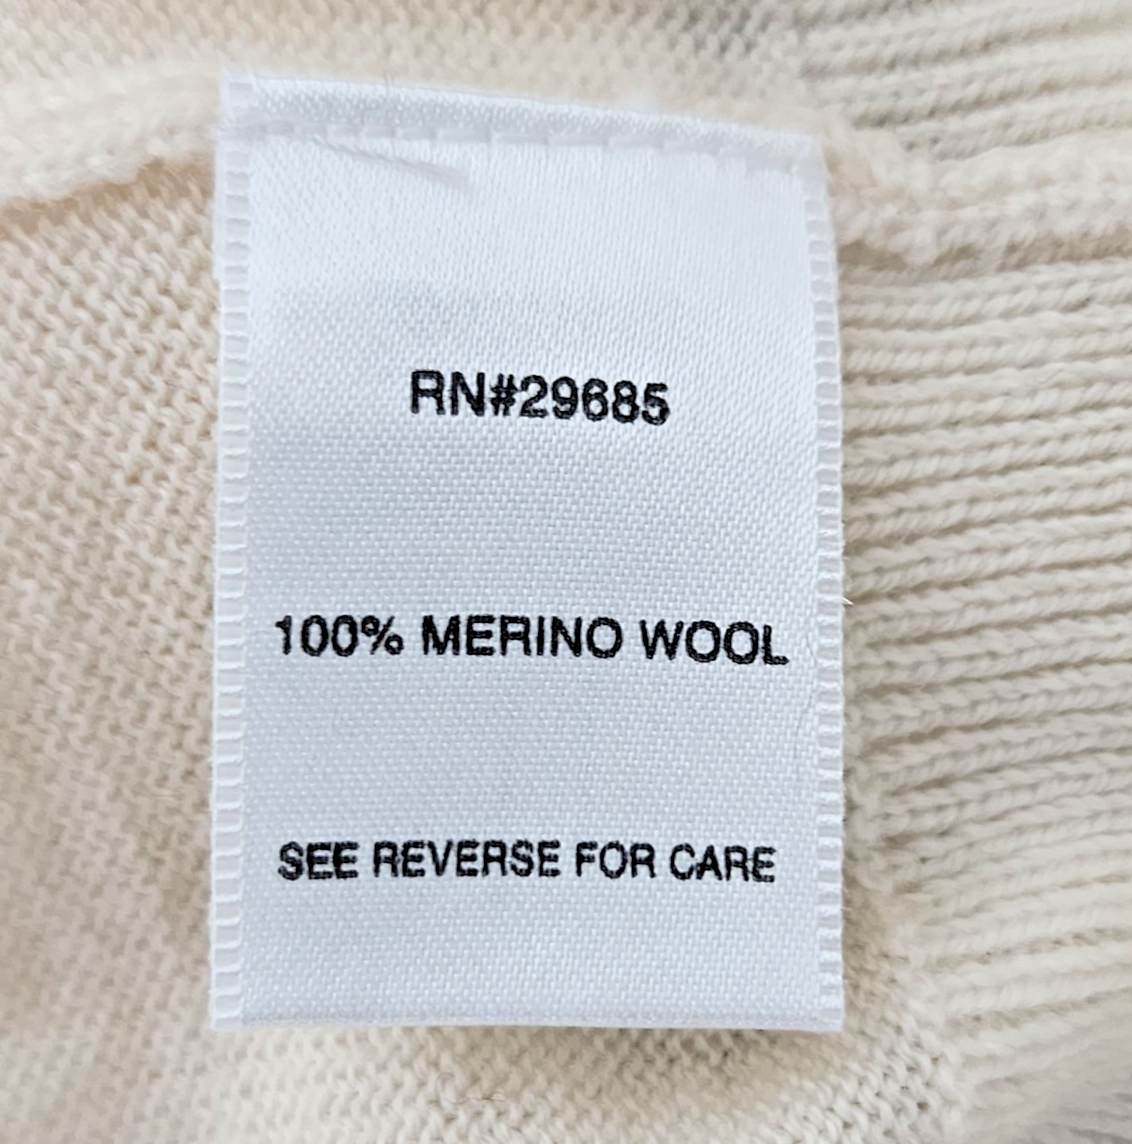 RN#29685
100% MERINO WOOL
SEE REVERSE FOR CARE